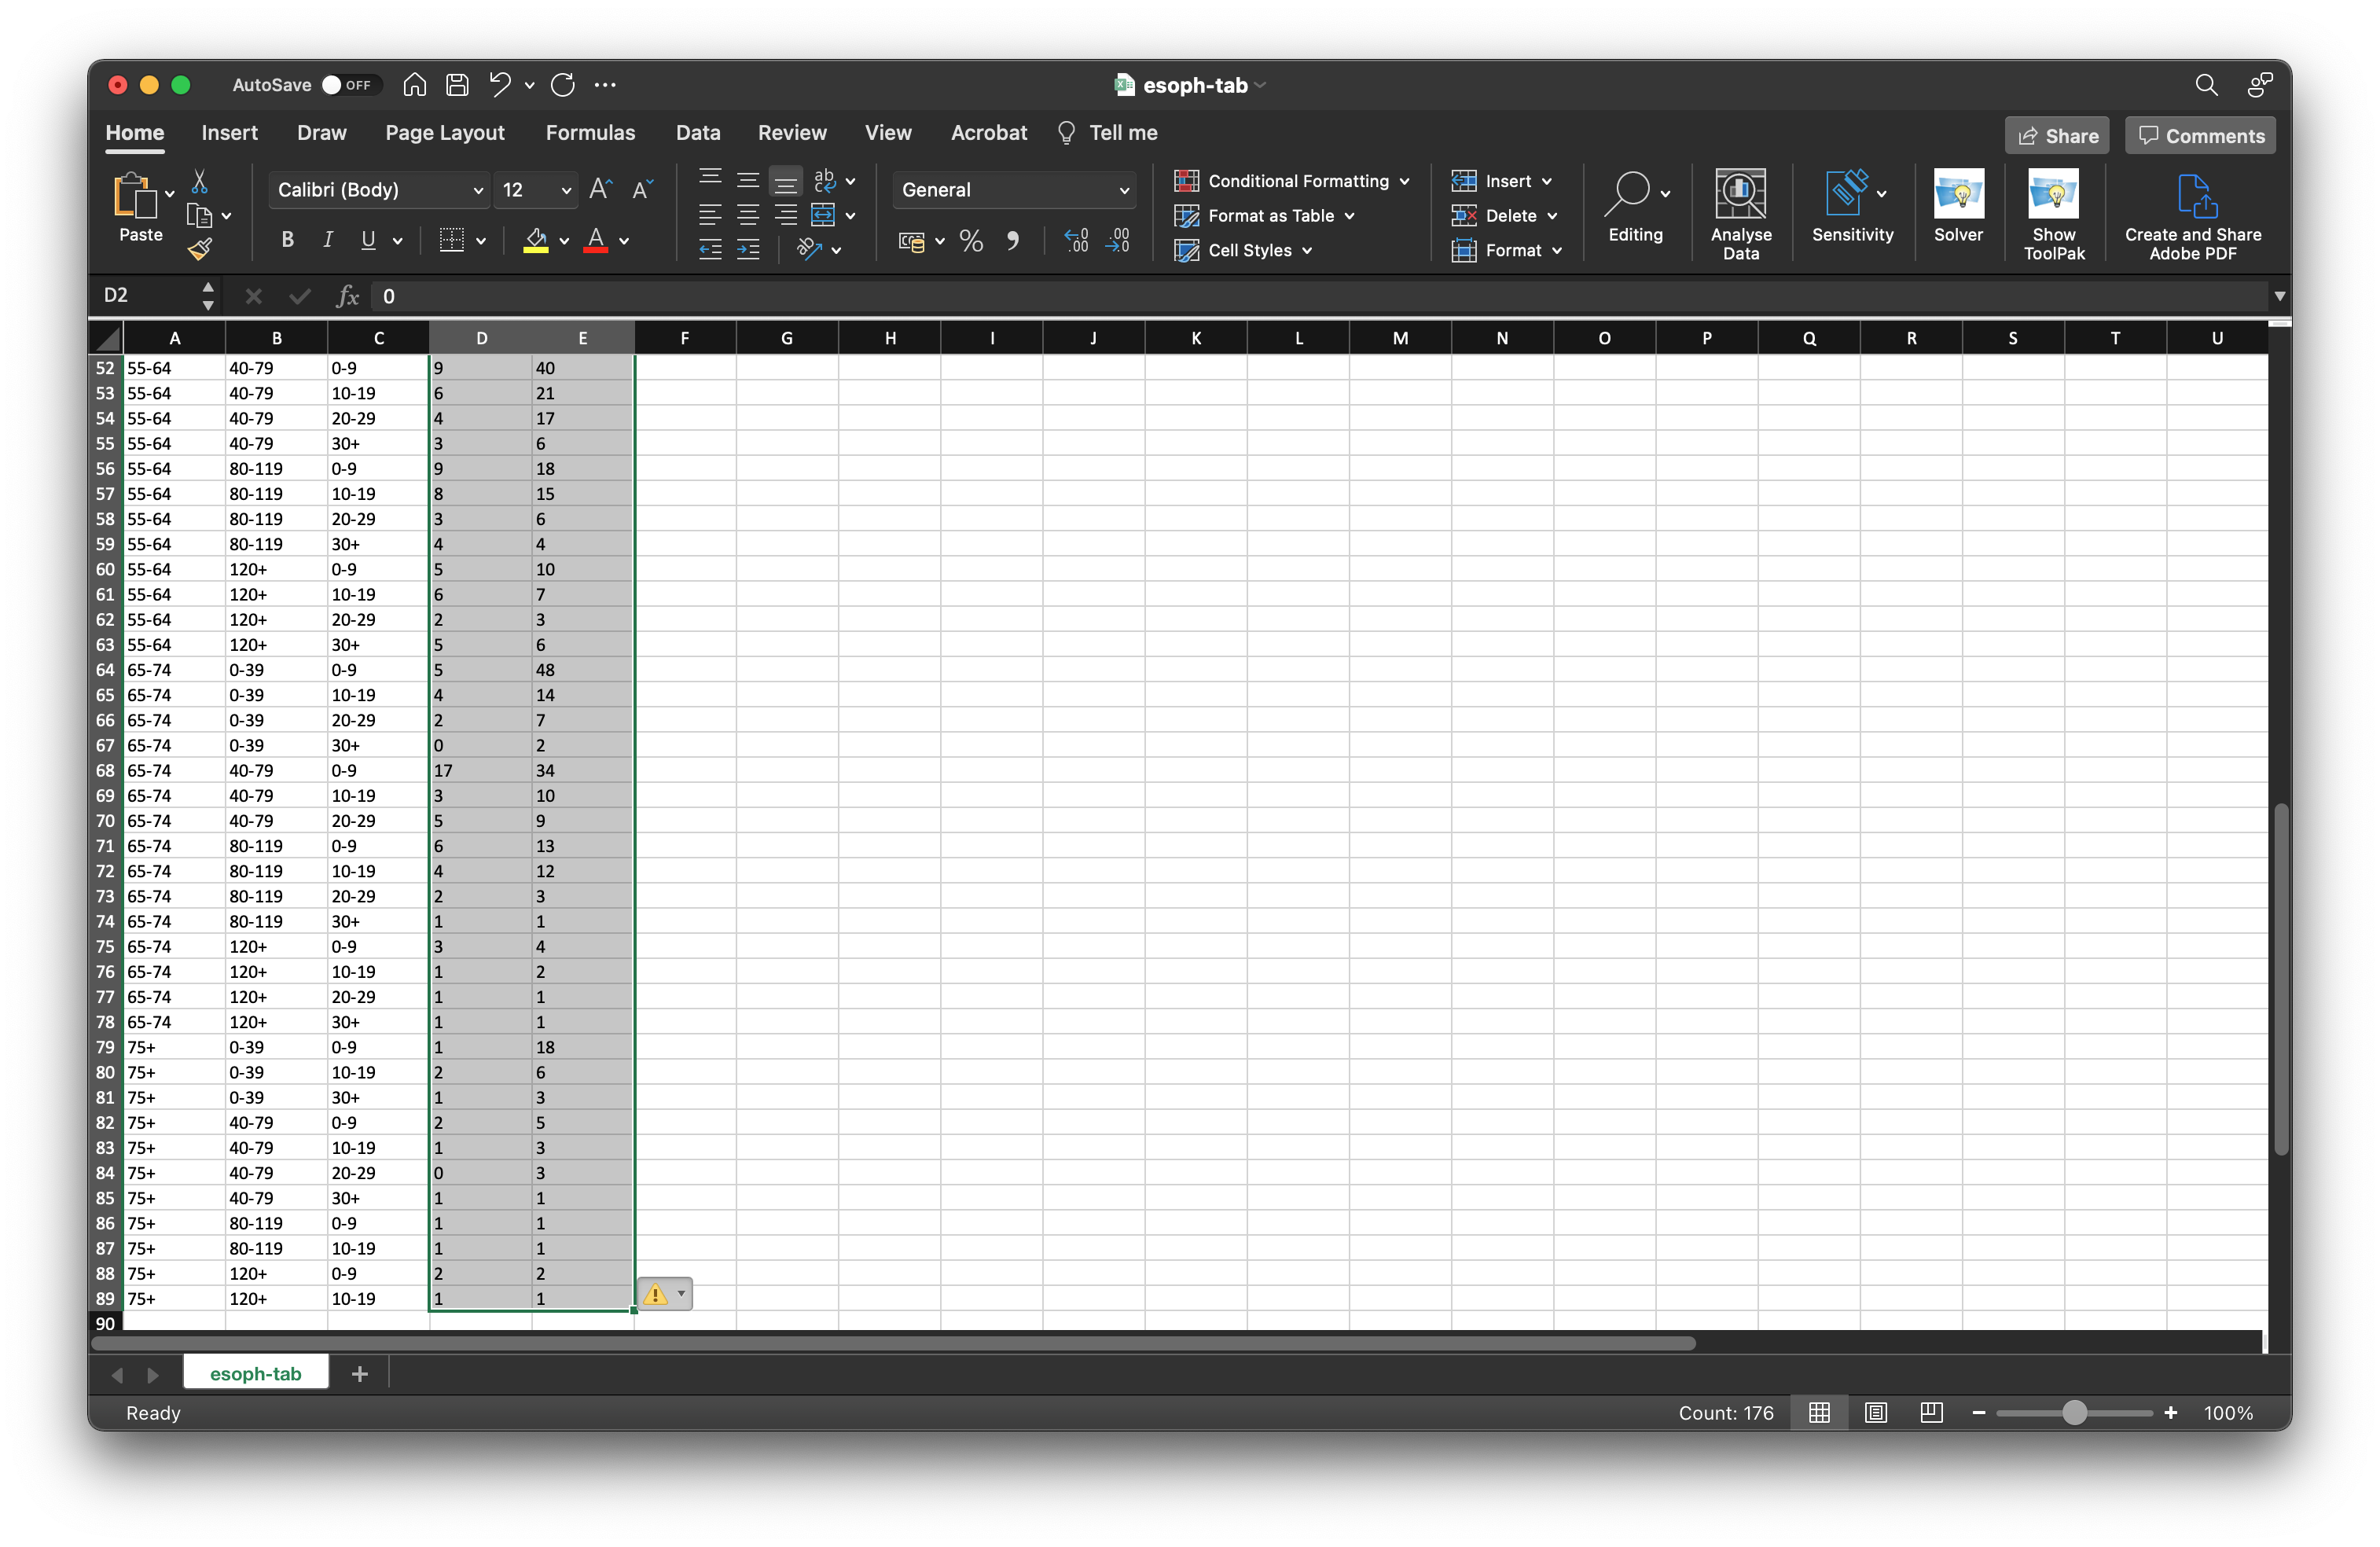 AutoSave OFF esoph-tab
Home Insert Draw Page Layout Formulas Data Review View Acrobat Tell me Share Comments
Paste Calibri (Body) 12 General Conditional Formatting Format as Table Cell Styles Insert Delete Format Editing Analyse Data Sensitivity Solver Show ToolPak Create and Share Adobe PDF
D2 fx 0
A B C D E F G H I J K L M N O P Q R S T U
52 55-64 40-79 0-9 9 40
53 55-64 40-79 10-19 6 21
54 55-64 40-79 20-29 4 17
55 55-64 40-79 30+ 3 6
56 55-64 80-119 0-9 9 18
57 55-64 80-119 10-19 8 15
58 55-64 80-119 20-29 3 6
59 55-64 80-119 30+ 4 4
60 55-64 120+ 0-9 5 10
61 55-64 120+ 10-19 6 7
62 55-64 120+ 20-29 2 3
63 55-64 120+ 30+ 5 6
64 65-74 0-39 0-9 5 48
65 65-74 0-39 10-19 4 14
66 65-74 0-39 20-29 2 7
67 65-74 0-39 30+ 0 2
68 65-74 40-79 0-9 17 34
69 65-74 40-79 10-19 3 10
70 65-74 40-79 20-29 5 9
71 65-74 80-119 0-9 6 13
72 65-74 80-119 10-19 4 12
73 65-74 80-119 20-29 2 3
74 65-74 80-119 30+ 1 1
75 65-74 120+ 0-9 3 4
76 65-74 120+ 10-19 1 2
77 65-74 120+ 20-29 1 1
78 65-74 120+ 30+ 1 1
79 75+ 0-39 0-9 1 18
80 75+ 0-39 10-19 2 6
81 75+ 0-39 30+ 1 3
82 75+ 40-79 0-9 2 5
83 75+ 40-79 10-19 1 3
84 75+ 40-79 20-29 0 3
85 75+ 40-79 30+ 1 1
86 75+ 80-119 0-9 1 1
87 75+ 80-119 10-19 1 1
88 75+ 120+ 0-9 2 2
89 75+ 120+ 10-19 1 1
90
esoph-tab +
Ready Count: 176 100%